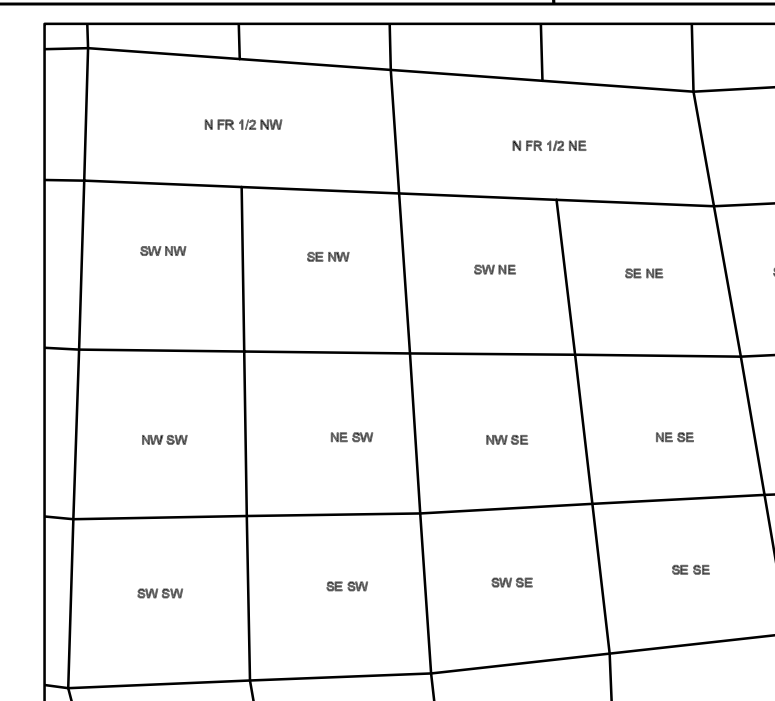 N FR 1/2 NW
N FR 1/2 NE
SW NW
SE NW
SW NE
SE NE
NW SW
NE SW
NW SE
NE SE
SW SW
SE SW
SW SE
SE SE